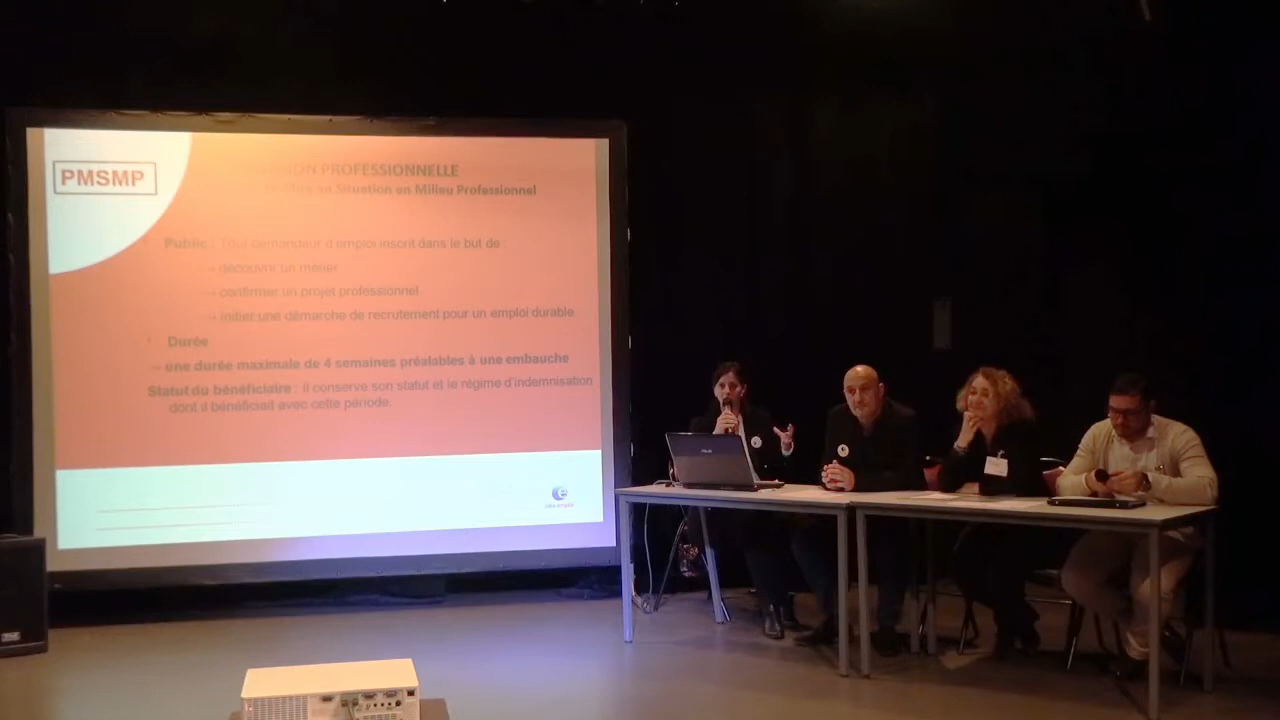 PMSMP
ION PROFESSIONNELLE
Mise en Situation en Milieu Professionnel
Public : Tout demandeur d'emploi inscrit dans le but de :
→ découvrir un métier
→ confirmer un projet professionnel
→ initier une démarche de recrutement pour un emploi durable
• Durée
→ une durée maximale de 4 semaines préalables à une embauche
Statut du bénéficiaire : il conserve son statut et le régime d'indemnisation
dont il bénéficiait avec cette période.
pôle emploi